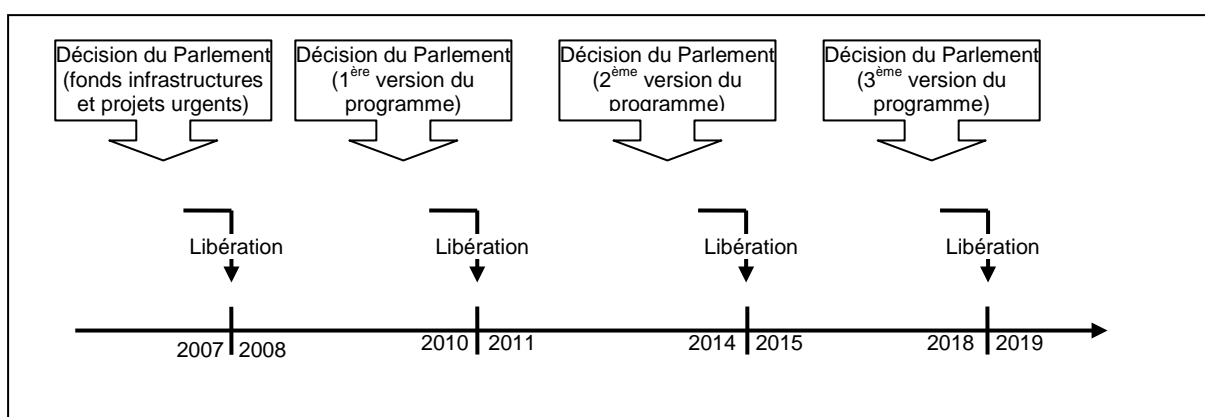 Décision du Parlement
(fonds infrastructures
et projets urgents)
Décision du Parlement
(1ère version du
programme)
Décision du Parlement
(2ème version du
programme)
Décision du Parlement
(3ème version du
programme)
Libération
Libération
Libération
Libération
2007 2008
2010 2011
2014 2015
2018 2019